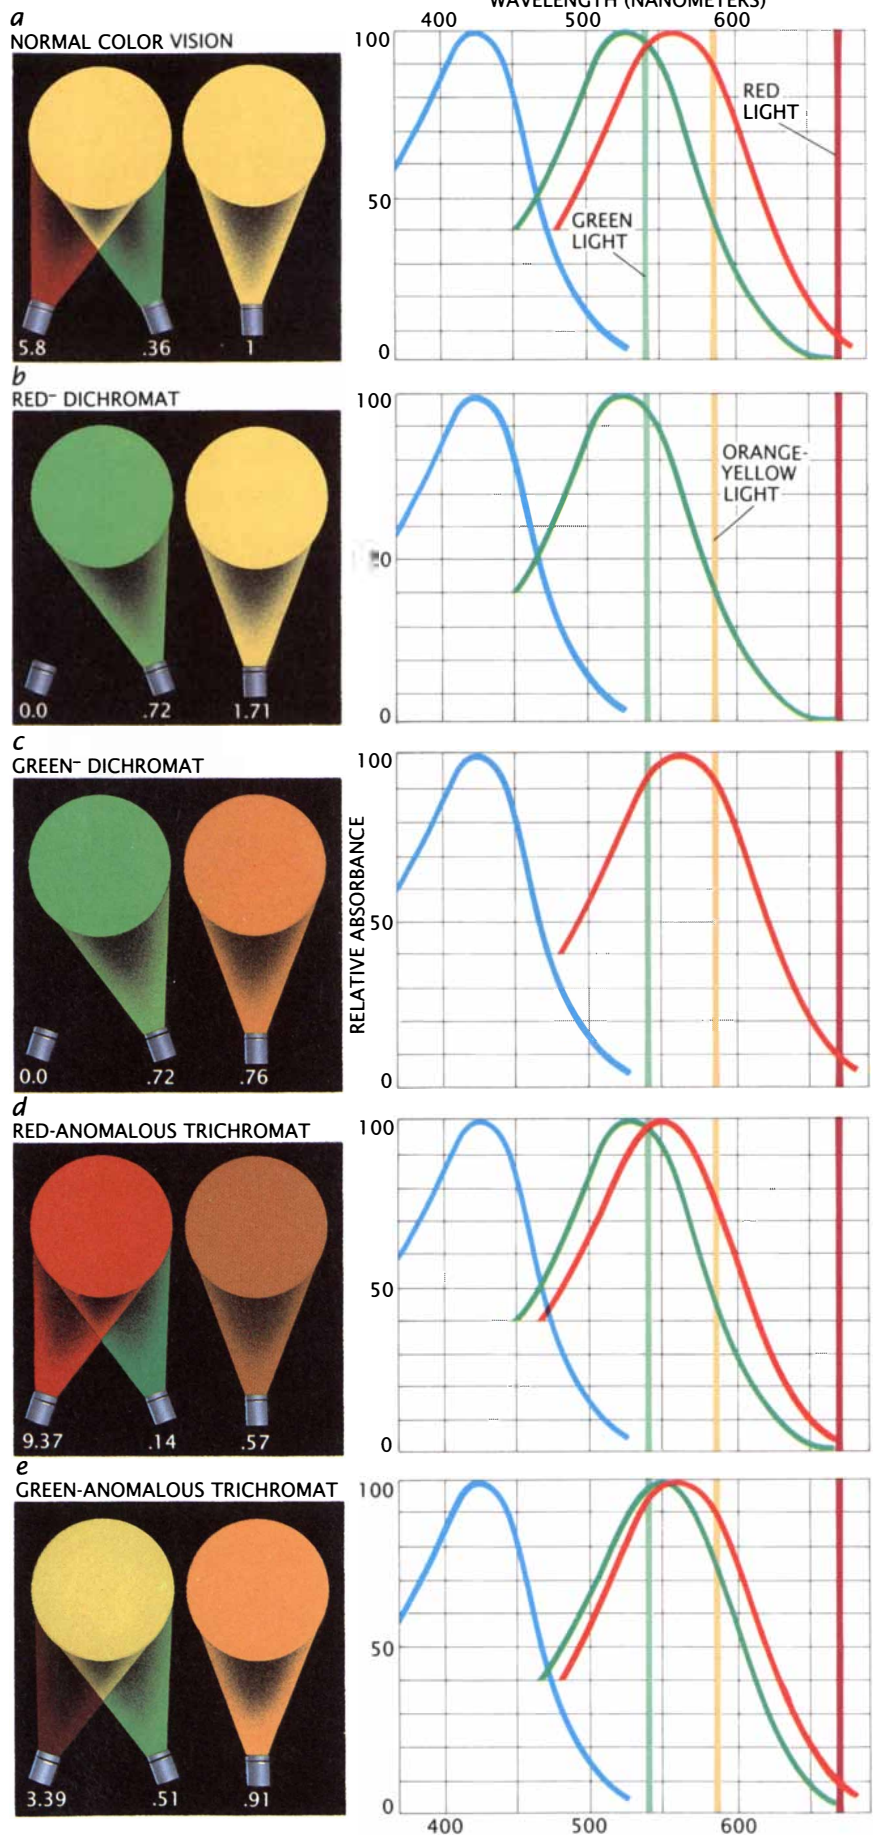 a
NORMAL COLOR VISION
5.8 .36 1
WAVELENGTH (NANOMETERS)
400 500 600
100
50
0
RED
LIGHT
GREEN
LIGHT
b
RED⁻ DICHROMAT
0.0 .72 1.71
100
0
ORANGE-
YELLOW
LIGHT
c
GREEN⁻ DICHROMAT
0.0 .72 .76
RELATIVE ABSORBANCE
100
50
0
d
RED-ANOMALOUS TRICHROMAT
9.37 .14 .57
100
50
0
e
GREEN-ANOMALOUS TRICHROMAT
3.39 .51 .91
100
50
0
400 500 600